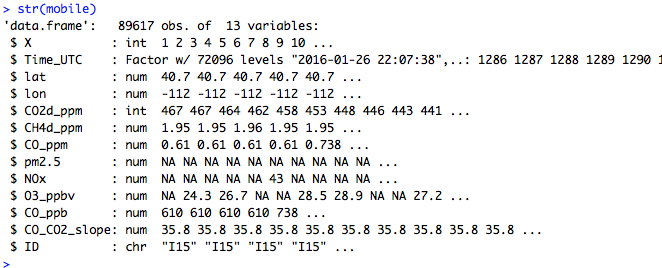 > str(mobile)
'data.frame':   89617 obs. of  13 variables:
 $ X           : int  1 2 3 4 5 6 7 8 9 10 ...
 $ Time_UTC    : Factor w/ 72096 levels "2016-01-26 22:07:38",..: 1286 1287 1288 1289 1290 1
 $ lat         : num  40.7 40.7 40.7 40.7 40.7 ...
 $ lon         : num  -112 -112 -112 -112 -112 ...
 $ CO2d_ppm    : int  467 467 464 462 458 453 448 446 443 441 ...
 $ CH4d_ppm    : num  1.95 1.95 1.96 1.95 1.95 ...
 $ CO_ppm      : num  0.61 0.61 0.61 0.61 0.738 ...
 $ pm2.5       : num  NA NA NA NA NA NA NA NA NA NA ...
 $ NOx         : num  NA NA NA NA NA 43 NA NA NA NA ...
 $ O3_ppbv     : num  NA 24.3 26.7 NA NA 28.5 28.9 NA NA 27.2 ...
 $ CO_ppb      : num  610 610 610 610 738 ...
 $ CO_CO2_slope: num  35.8 35.8 35.8 35.8 35.8 35.8 35.8 35.8 35.8 35.8 ...
 $ ID          : chr  "I15" "I15" "I15" "I15" ...
>